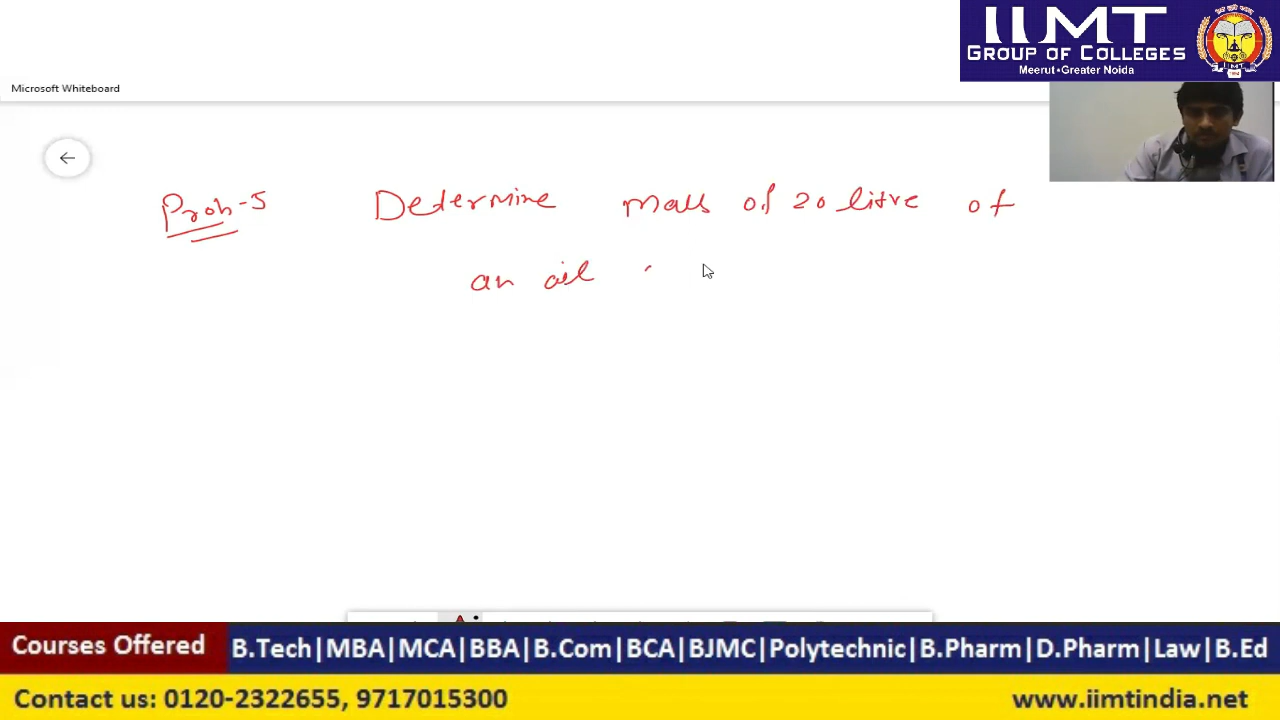 IIMT
GROUP OF COLLEGES
Meerut•Greater Noida
Microsoft Whiteboard
Prob-5 Determine mass of 20 litre of
an oil
Courses Offered B.Tech|MBA|MCA|BBA|B.Com|BCA|BJMC|Polytechnic|B.Pharm|D.Pharm|Law|B.Ed
Contact us: 0120-2322655, 9717015300 www.iimtindia.net